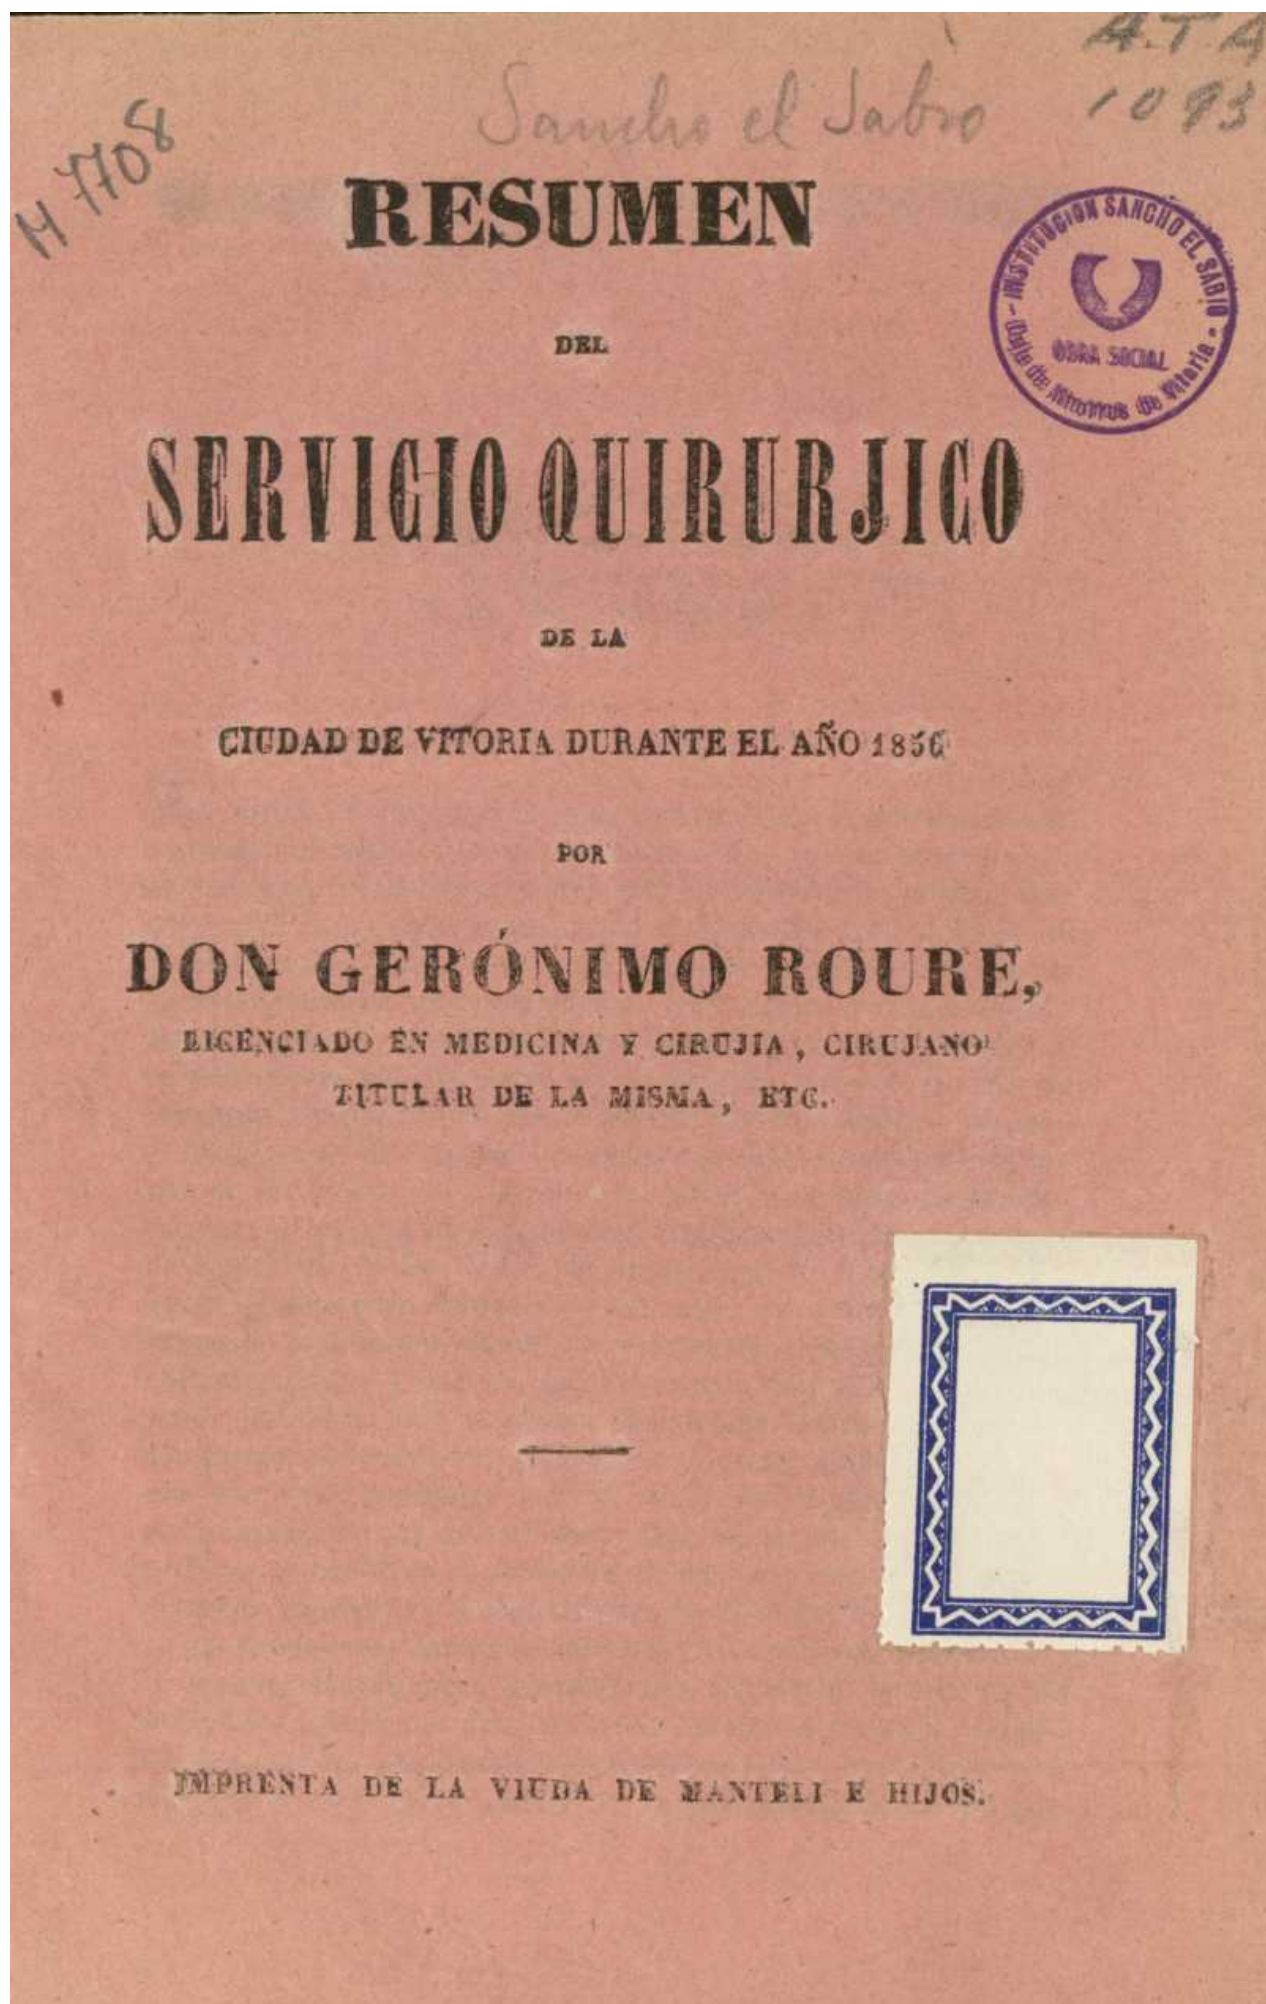 A.T.A
1093
Sancho el Sabio
M 7708
RESUMEN
INSTITUCION SANCHO EL SABIO
OBRA SOCIAL
- Caja de Ahorros de Vitoria -
DEL
SERVICIO QUIRURJICO
DE LA
CIUDAD DE VITORIA DURANTE EL AÑO 1856
POR
DON GERÓNIMO ROURE,
LICENCIADO EN MEDICINA Y CIRUJÍA, CIRUJANO
TITULAR DE LA MISMA, ETC.
IMPRENTA DE LA VIUDA DE MANTELI E HIJOS.